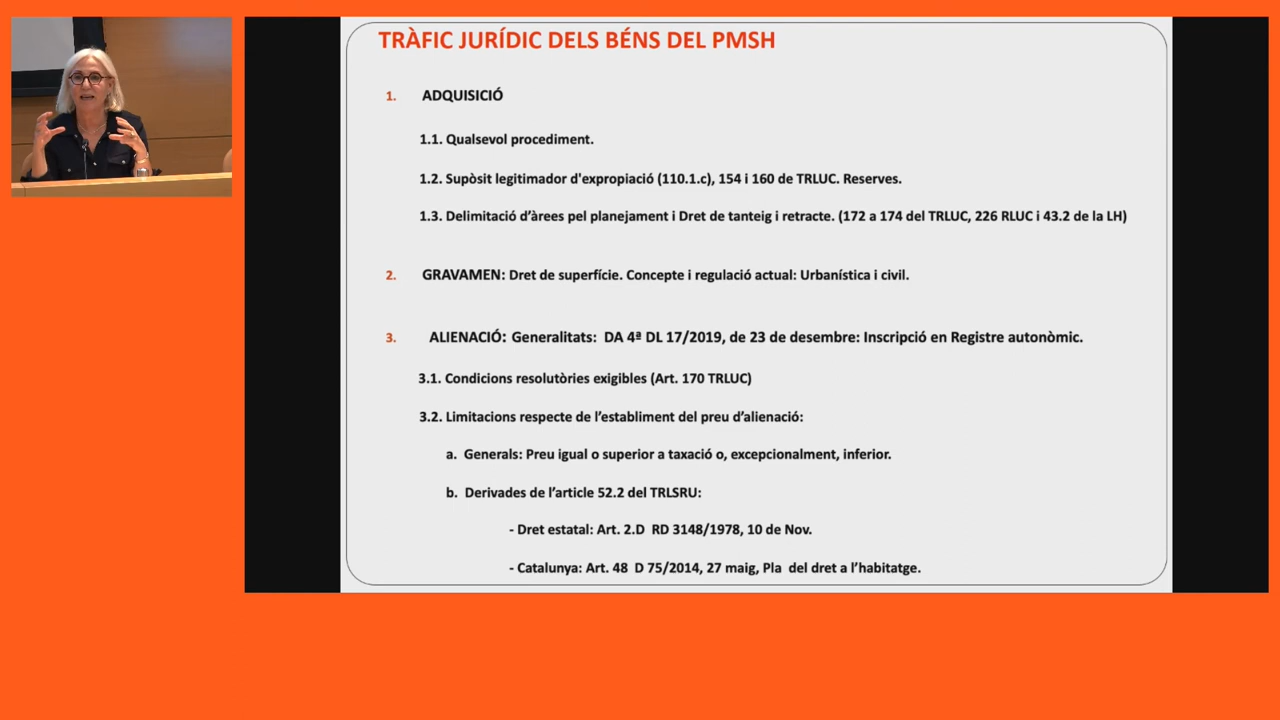 TRÀFIC JURÍDIC DELS BÉNS DEL PMSH
1. ADQUISICIÓ
1.1. Qualsevol procediment.
1.2. Supòsit legitimador d'expropiació (110.1.c), 154 i 160 de TRLUC. Reserves.
1.3. Delimitació d’àrees pel planejament i Dret de tanteig i retracte. (172 a 174 del TRLUC, 226 RLUC i 43.2 de la LH)
2. GRAVAMEN: Dret de superfície. Concepte i regulació actual: Urbanística i civil.
3. ALIENACIÓ: Generalitats: DA 4ª DL 17/2019, de 23 de desembre: Inscripció en Registre autonòmic.
3.1. Condicions resolutòries exigibles (Art. 170 TRLUC)
3.2. Limitacions respecte de l’establiment del preu d’alienació:
a. Generals: Preu igual o superior a taxació o, excepcionalment, inferior.
b. Derivades de l’article 52.2 del TRLSRU:
- Dret estatal: Art. 2.D RD 3148/1978, 10 de Nov.
- Catalunya: Art. 48 D 75/2014, 27 maig, Pla del dret a l’habitatge.